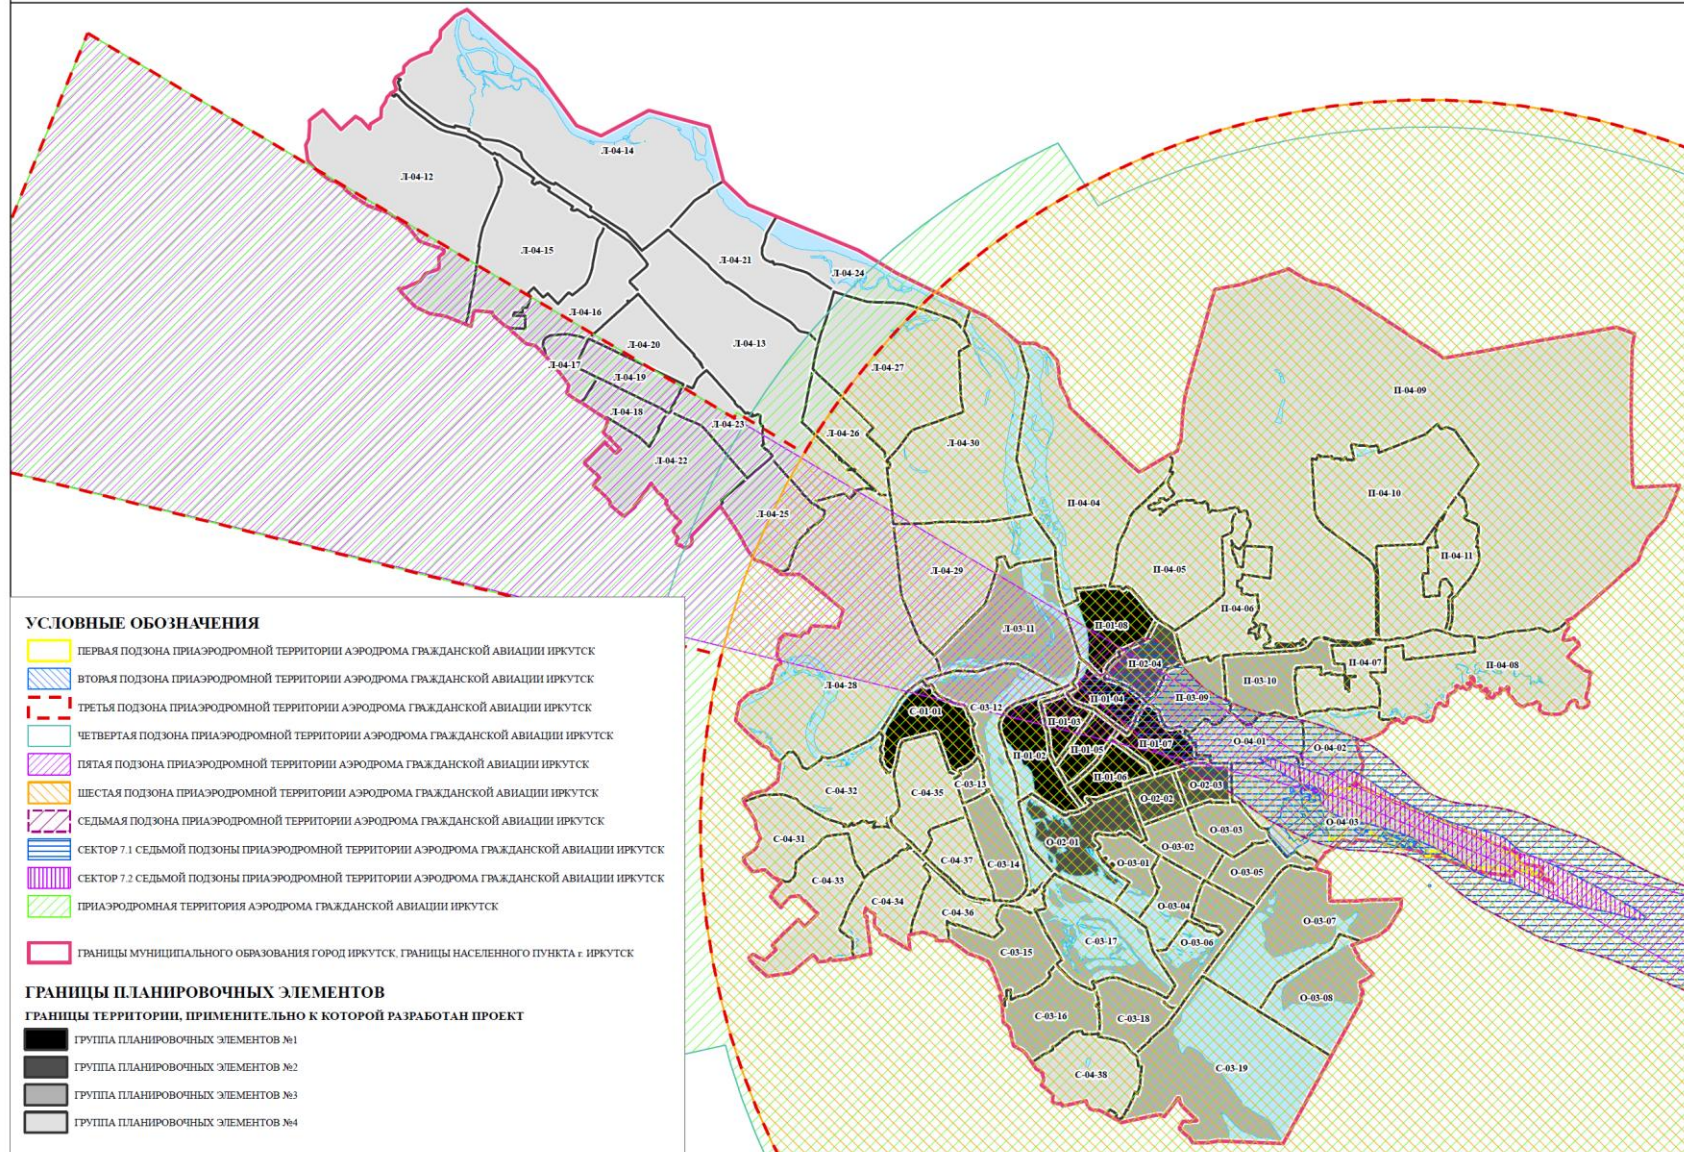 Л-04-14
Л-04-12
Л-04-15
Л-04-21
Л-04-24
Л-04-16
Л-04-20
Л-04-13
Л-04-17
Л-04-19
Л-04-27
Л-04-18
Л-04-23
Л-04-26
Л-04-30
Л-04-22
Л-04-25
Л-04-29
П-04-09
П-04-10
П-04-04
П-04-11
П-04-05
П-04-06
Л-03-11
П-01-08
П-02-04
П-04-07
П-04-08
П-03-10
Л-04-28
С-01-01
С-03-12
П-01-04
П-03-09
П-01-03
П-01-05
П-01-07
П-01-02
П-01-06
О-04-01
О-04-02
С-04-32
С-04-35
С-03-13
О-02-02
О-02-03
О-04-03
С-04-31
О-02-01
О-03-03
О-03-02
О-03-01
С-04-37
С-03-14
О-03-05
С-04-33
С-04-34
С-04-36
О-03-04
О-03-07
С-03-15
С-03-17
О-03-06
О-03-08
С-03-16
С-03-18
С-04-38
С-03-19
УСЛОВНЫЕ ОБОЗНАЧЕНИЯ
ПЕРВАЯ ПОДЗОНА ПРИАЭРОДРОМНОЙ ТЕРРИТОРИИ АЭРОДРОМА ГРАЖДАНСКОЙ АВИАЦИИ ИРКУТСК
ВТОРАЯ ПОДЗОНА ПРИАЭРОДРОМНОЙ ТЕРРИТОРИИ АЭРОДРОМА ГРАЖДАНСКОЙ АВИАЦИИ ИРКУТСК
ТРЕТЬЯ ПОДЗОНА ПРИАЭРОДРОМНОЙ ТЕРРИТОРИИ АЭРОДРОМА ГРАЖДАНСКОЙ АВИАЦИИ ИРКУТСК
ЧЕТВЕРТАЯ ПОДЗОНА ПРИАЭРОДРОМНОЙ ТЕРРИТОРИИ АЭРОДРОМА ГРАЖДАНСКОЙ АВИАЦИИ ИРКУТСК
ПЯТАЯ ПОДЗОНА ПРИАЭРОДРОМНОЙ ТЕРРИТОРИИ АЭРОДРОМА ГРАЖДАНСКОЙ АВИАЦИИ ИРКУТСК
ШЕСТАЯ ПОДЗОНА ПРИАЭРОДРОМНОЙ ТЕРРИТОРИИ АЭРОДРОМА ГРАЖДАНСКОЙ АВИАЦИИ ИРКУТСК
СЕДЬМАЯ ПОДЗОНА ПРИАЭРОДРОМНОЙ ТЕРРИТОРИИ АЭРОДРОМА ГРАЖДАНСКОЙ АВИАЦИИ ИРКУТСК
СЕКТОР 7.1 СЕДЬМОЙ ПОДЗОНЫ ПРИАЭРОДРОМНОЙ ТЕРРИТОРИИ АЭРОДРОМА ГРАЖДАНСКОЙ АВИАЦИИ ИРКУТСК
СЕКТОР 7.2 СЕДЬМОЙ ПОДЗОНЫ ПРИАЭРОДРОМНОЙ ТЕРРИТОРИИ АЭРОДРОМА ГРАЖДАНСКОЙ АВИАЦИИ ИРКУТСК
ПРИАЭРОДРОМНАЯ ТЕРРИТОРИЯ АЭРОДРОМА ГРАЖДАНСКОЙ АВИАЦИИ ИРКУТСК
ГРАНИЦЫ МУНИЦИПАЛЬНОГО ОБРАЗОВАНИЯ ГОРОД ИРКУТСК, ГРАНИЦЫ НАСЕЛЕННОГО ПУНКТА г. ИРКУТСК
ГРАНИЦЫ ПЛАНИРОВОЧНЫХ ЭЛЕМЕНТОВ
ГРАНИЦЫ ТЕРРИТОРИИ, ПРИМЕНИТЕЛЬНО К КОТОРОЙ РАЗРАБОТАН ПРОЕКТ
ГРУППА ПЛАНИРОВОЧНЫХ ЭЛЕМЕНТОВ №1
ГРУППА ПЛАНИРОВОЧНЫХ ЭЛЕМЕНТОВ №2
ГРУППА ПЛАНИРОВОЧНЫХ ЭЛЕМЕНТОВ №3
ГРУППА ПЛАНИРОВОЧНЫХ ЭЛЕМЕНТОВ №4